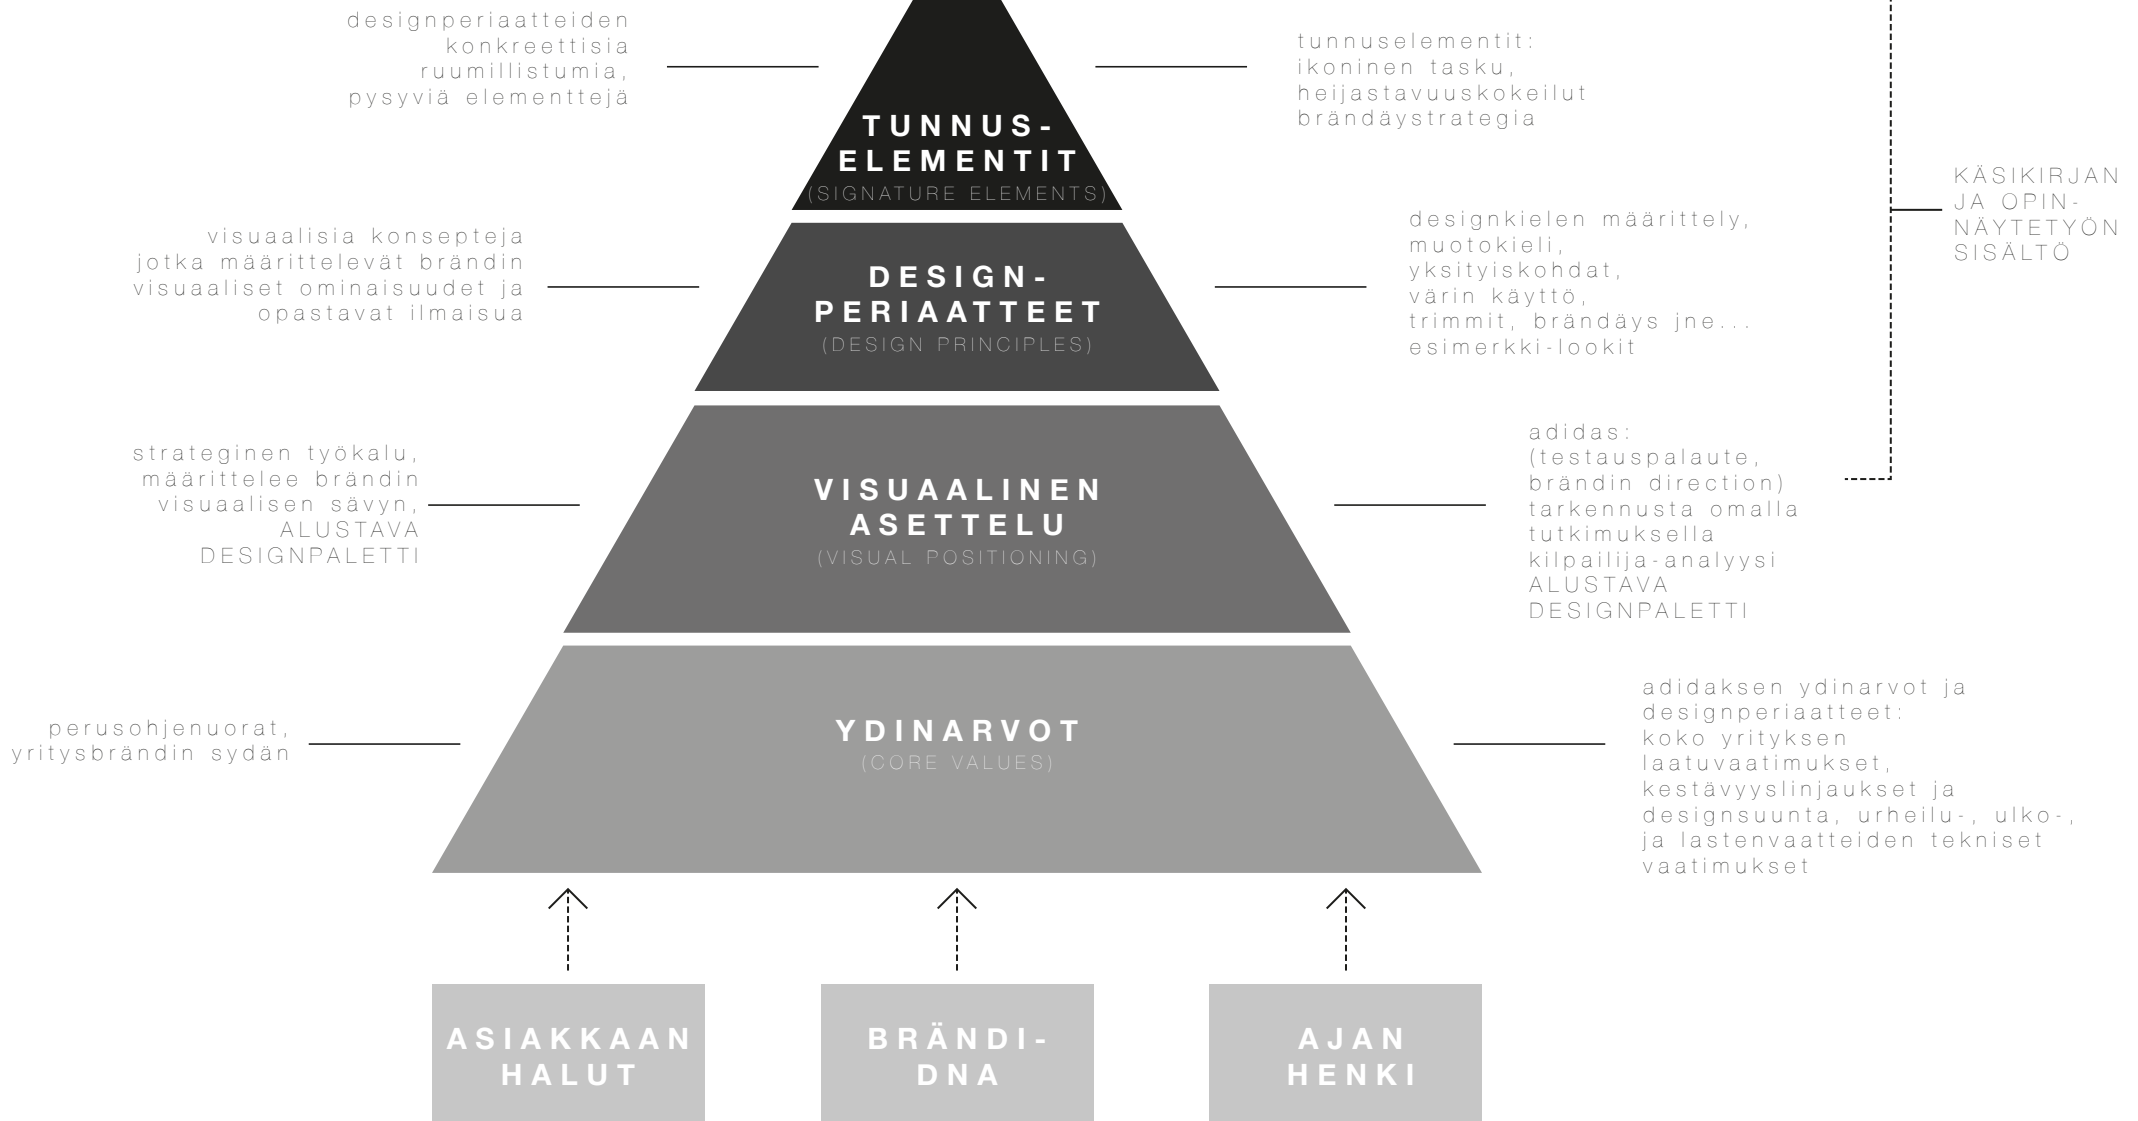 designperiaatteiden
konkreettisia
ruumillistumia,
pysyviä elementtejä
TUNNUS-
ELEMENTIT
(SIGNATURE ELEMENTS)
tunnuselementit:
ikoninen tasku,
heijastavuuskokeilut
brändäystrategia
KÄSIKIRJAN
JA OPIN-
NÄYTETYÖN
SISÄLTÖ
visuaalisia konsepteja
jotka määrittelevät brändin
visuaaliset ominaisuudet ja
opastavat ilmaisua
DESIGN-
PERIAATTEET
(DESIGN PRINCIPLES)
designkielen määrittely,
muotokieli,
yksityiskohdat,
värin käyttö,
trimmit, brändäys jne...
esimerkki-lookit
strateginen työkalu,
määrittelee brändin
visuaalisen sävyn,
ALUSTAVA
DESIGNPALETTI
VISUAALINEN
ASETTELU
(VISUAL POSITIONING)
adidas:
(testauspalaute,
brändin direction)
tarkennusta omalla
tutkimuksella
kilpailija-analyysi
ALUSTAVA
DESIGNPALETTI
perusohjenuorat,
yritysbrändin sydän
YDINARVOT
(CORE VALUES)
adidaksen ydinarvot ja
designperiaatteet:
koko yrityksen
laatuvaatimukset,
kestävyyslinjaukset ja
designsuunta, urheilu-, ulko-,
ja lastenvaatteiden tekniset
vaatimukset
ASIAKKAAN
HALUT
BRÄNDI-
DNA
AJAN
HENKI